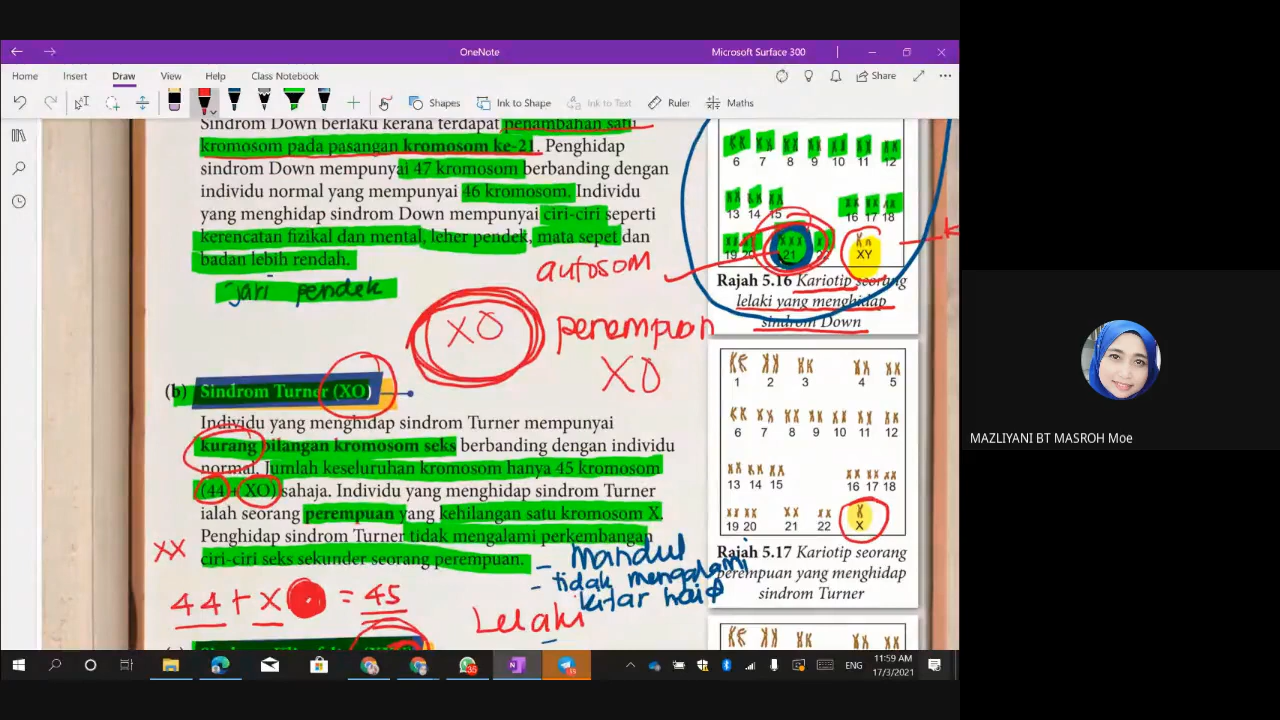 OneNote
Microsoft Surface 300
Home Insert Draw View Help Class Notebook
Share
Shapes Ink to Shape Ink to Text Ruler Maths
Sindrom Down berlaku kerana terdapat penambahan satu
kromosom pada pasangan kromosom ke-21. Penghidap
sindrom Down mempunyai 47 kromosom berbanding dengan
individu normal yang mempunyai 46 kromosom. Individu
yang menghidap sindrom Down mempunyai ciri-ciri seperti
kerencatan fizikal dan mental, leher pendek, mata sepet dan
badan lebih rendah.
jari pendek
autosom
XO perempuan
XO
6 7 8 9 10 11 12
13 14 15 16 17 18
19 20 21 XY
Rajah 5.16 Kariotip seorang
lelaki yang menghidap
sindrom Down
(b) Sindrom Turner (XO)
Individu yang menghidap sindrom Turner mempunyai
kurang bilangan kromosom seks berbanding dengan individu
normal. Jumlah keseluruhan kromosom hanya 45 kromosom
(44 + XO) sahaja. Individu yang menghidap sindrom Turner
ialah seorang perempuan yang kehilangan satu kromosom X.
Penghidap sindrom Turner tidak mengalami perkembangan
ciri-ciri seks sekunder seorang perempuan.
XX
- mandul
- tidak mengalami
kitar haid
44 + X = 45
Lelaki
1 2 3 4 5
6 7 8 9 10 11 12
13 14 15 16 17 18
19 20 21 22 X
Rajah 5.17 Kariotip seorang
perempuan yang menghidap
sindrom Turner
MAZLIYANI BT MASROH Moe
35
ENG
11:59 AM
17/3/2021